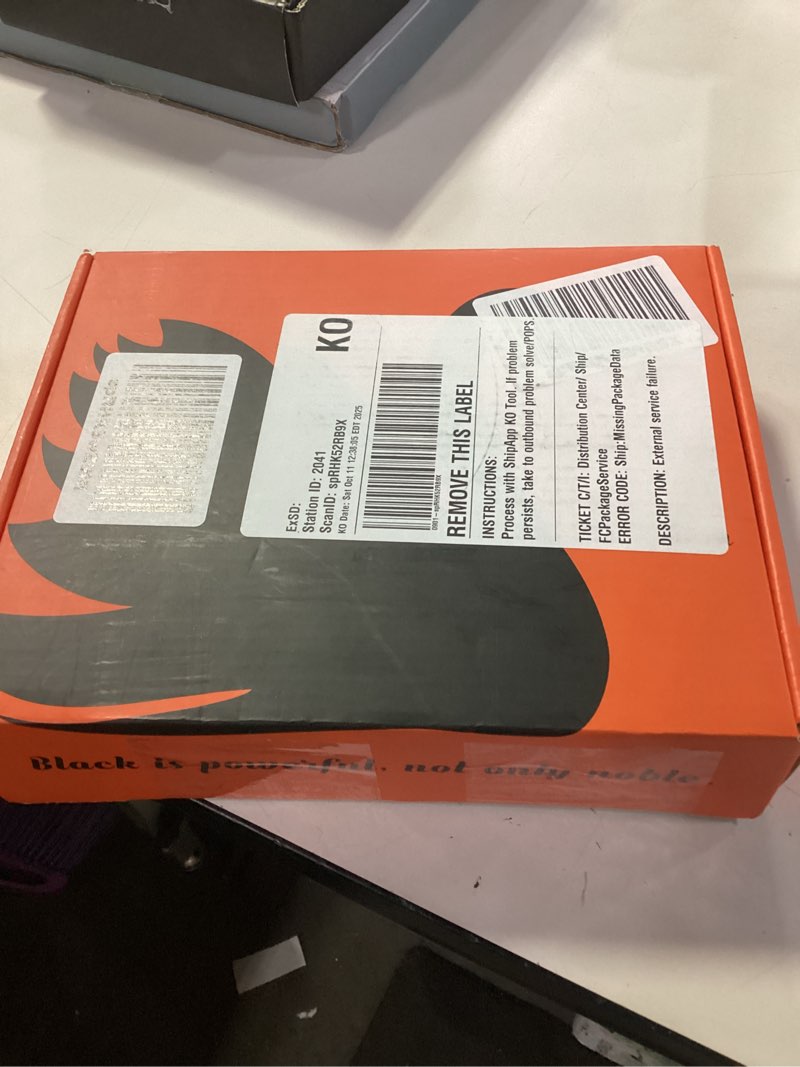 KO
ExSD:
Station ID: 2041
ScanID: spRHK52RB9X
KO Date: Sat Oct 11 12:38:05 EDT 2025
REMOVE THIS LABEL
INSTRUCTIONS:
Process with ShipApp KO Tool. If problem
persists, take to outbound problem solve/POPS.
TICKET C/T/I: Distribution Center/ Ship/
FCPackageService
ERROR CODE: Ship:MissingPackageData
DESCRIPTION: External service failure.
Black is powerful, not only noble.